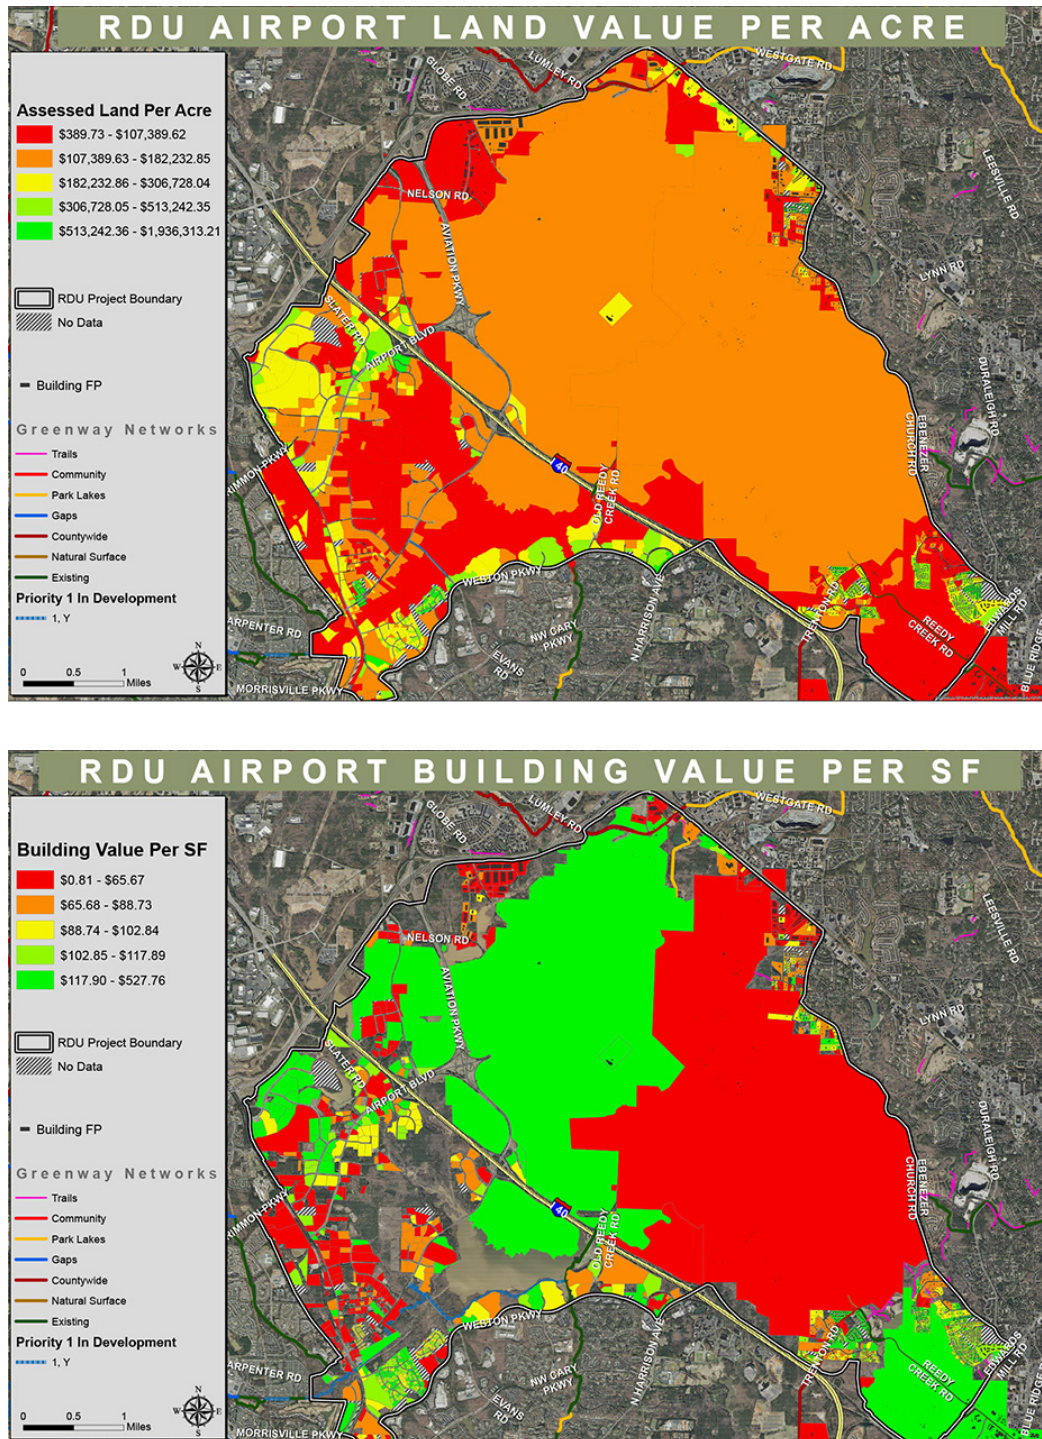 RDU AIRPORT LAND VALUE PER ACRE
Assessed Land Per Acre
$389.73 - $107,389.62
$107,389.63 - $182,232.85
$182,232.86 - $306,728.04
$306,728.05 - $513,242.35
$513,242.36 - $1,936,313.21
RDU Project Boundary
No Data
Building FP
Greenway Networks
Trails
Community
Park Lakes
Gaps
Countywide
Natural Surface
Existing
Priority 1 In Development
1, Y
N
W E
S
0 0.5 1
Miles
GLOBE RD
LUMLEY RD
WESTGATE RD
LEESVILLE RD
NELSON RD
AVIATION PKWY
LYNN RD
SLATER RD
AIRPORT BLVD
DURALEIGH RD
EBENEZER
CHURCH RD
RIMMON PKWY
40
OLD REEDY
CREEK RD
WESTON PKWY
TRENTON RD
REEDY
CREEK RD
EDWARDS
MILL RD
BLUE RIDGE
ARPENTER RD
EVANS
RD
NW CARY
PKWY
N HARRISON AVE
MORRISVILLE PKWY
RDU AIRPORT BUILDING VALUE PER SF
Building Value Per SF
$0.81 - $65.67
$65.68 - $88.73
$88.74 - $102.84
$102.85 - $117.89
$117.90 - $527.76
RDU Project Boundary
No Data
Building FP
Greenway Networks
Trails
Community
Park Lakes
Gaps
Countywide
Natural Surface
Existing
Priority 1 In Development
1, Y
N
W E
S
0 0.5 1
Miles
GLOBE RD
LUMLEY RD
WESTGATE RD
LEESVILLE RD
NELSON RD
AVIATION PKWY
LYNN RD
SLATER RD
AIRPORT BLVD
DURALEIGH RD
EBENEZER
CHURCH RD
RIMMON PKWY
40
OLD REEDY
CREEK RD
WESTON PKWY
TRENTON RD
REEDY
CREEK RD
EDWARDS
MILL RD
BLUE RIDGE
ARPENTER RD
EVANS
RD
NW CARY
PKWY
N HARRISON AVE
MORRISVILLE PKWY